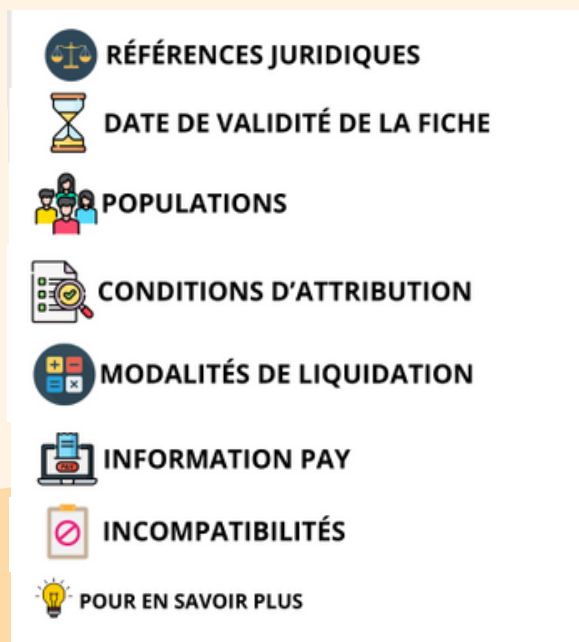 RÉFÉRENCES JURIDIQUES
DATE DE VALIDITÉ DE LA FICHE
POPULATIONS
CONDITIONS D'ATTRIBUTION
MODALITÉS DE LIQUIDATION
INFORMATION PAY
INCOMPATIBILITÉS
POUR EN SAVOIR PLUS